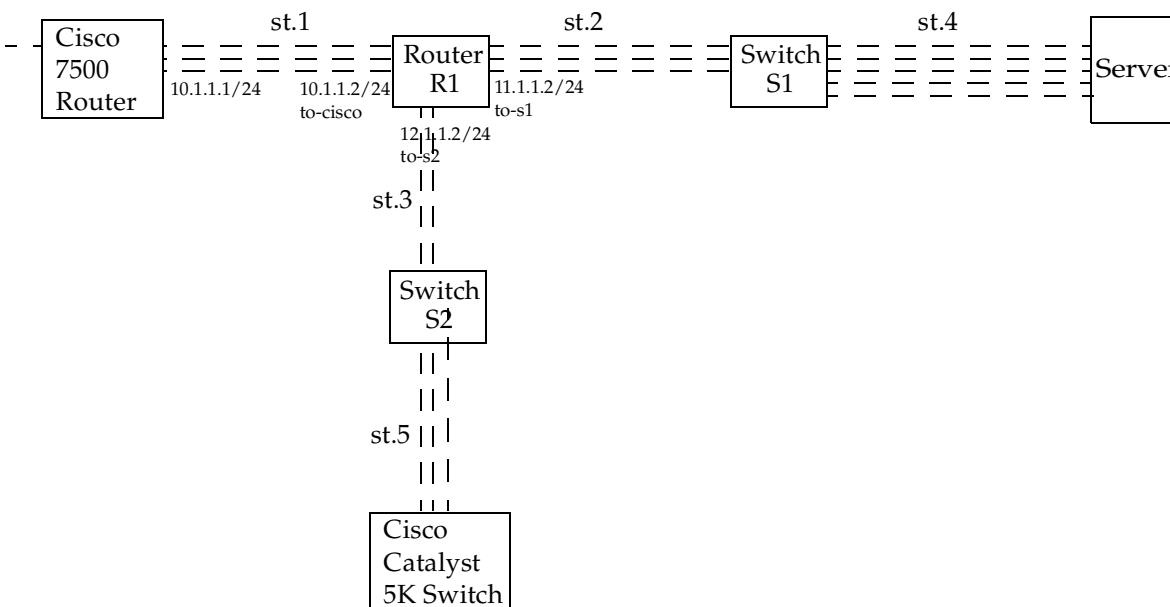 st.1
st.2
st.4
Cisco
7500
Router
Router
R1
Switch
S1
Server
10.1.1.1/24
10.1.1.2/24
to-cisco
11.1.1.2/24
to-s1
12.1.1.2/24
to-s2
st.3
Switch
S2
st.5
Cisco
Catalyst
5K Switch